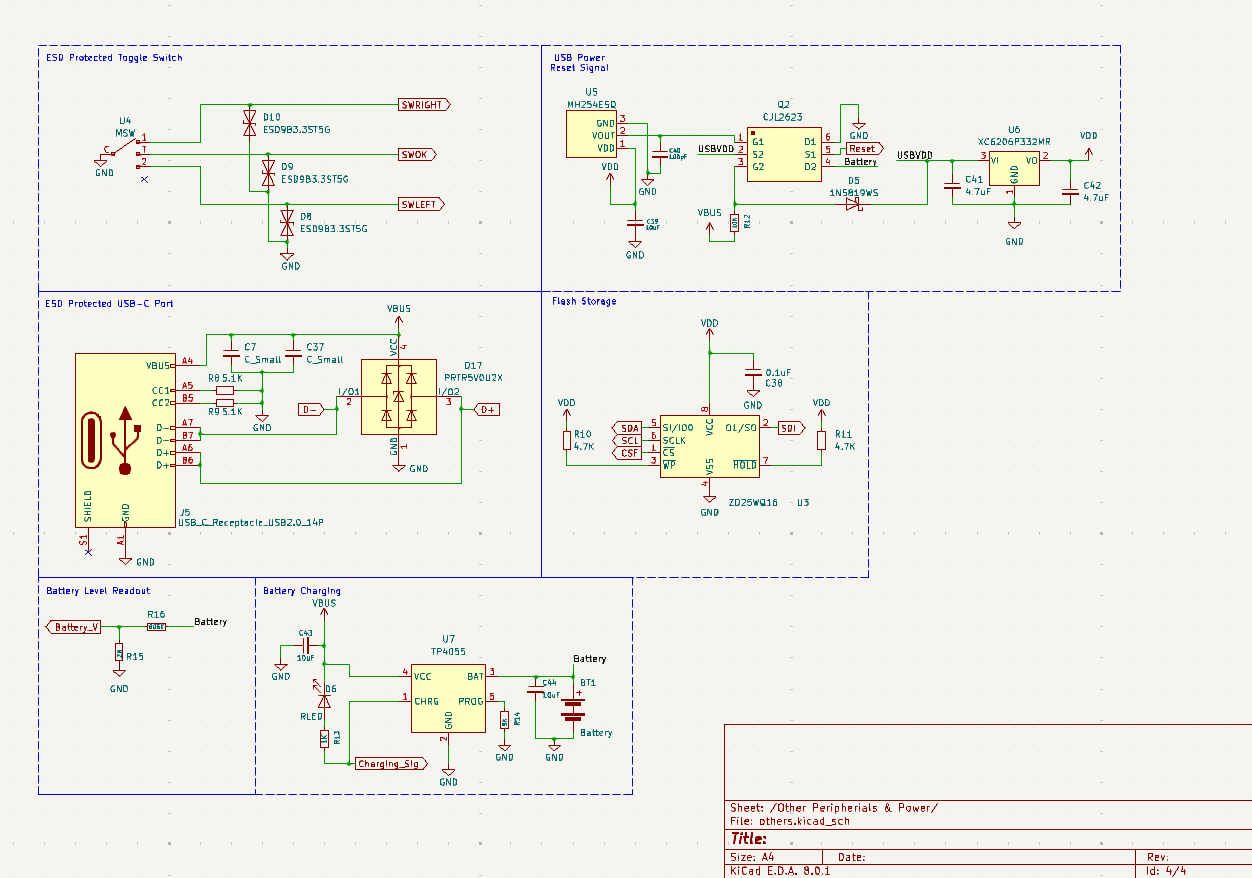 ESD Protected Toggle Switch
U4
MSW
1
C
T
2
GND
D10
ESD9B3.3ST5G
D9
ESD9B3.3ST5G
D8
ESD9B3.3ST5G
GND
SWRIGHT
SWOK
SWLEFT
USB Power
Reset Signal
U5
MH254ESQ
GND 3
VOUT 2
VDD 1
VDD
C40
100pF
GND
C39
10uF
GND
Q2
CJL2623
1 G1 D1 6
2 S2 S1 5
3 G2 D2 4
USBVDD
GND
Reset
Battery
VBUS
R12
10K
D5
1N5819WS
USBVDD
U6
XC6206P332MR
3 VI VO 2
GND
1
VDD
C41
4.7uF
C42
4.7uF
GND
ESD Protected USB-C Port
VBUS A4
CC1 A5
CC2 B5
D- A7
D- B7
D+ A6
D+ B6
SHIELD
GND
S1
A1
GND
J5
USB_C_Receptacle_USB2.0_14P
C7
C_Small
C37
C_Small
R8 5.1K
R9 5.1K
GND
VBUS
VCC
4
D17
PRTR5V0U2X
I/O1
2
I/O2
3
D-
D+
GND
1
GND
Flash Storage
VDD
0.1uF
C38
GND
VDD
R10
4.7K
SDA
SCL
CSF
5 SI/IO0
6 SCLK
1 CS
3 WP
8
VCC
VSS
4
2
7 HOLD
SDI
VDD
R11
4.7K
GND
ZD25WQ16
U3
Battery Level Readout
Battery_V
R16
Battery
R15
GND
Battery Charging
VBUS
C43
10uF
GND
D6
RLED
R13
1K
Charging_Sig
U7
TP4055
4 VCC BAT 3
1 CHRG PROG 5
GND
2
GND
R14
GND
C44
10uF
GND
Battery
BT1
+
Battery
Sheet: /Other Peripherials & Power/
File: others.kicad_sch
Title:
Size: A4
Date:
Rev:
KiCad E.D.A. 8.0.1
Id: 4/4